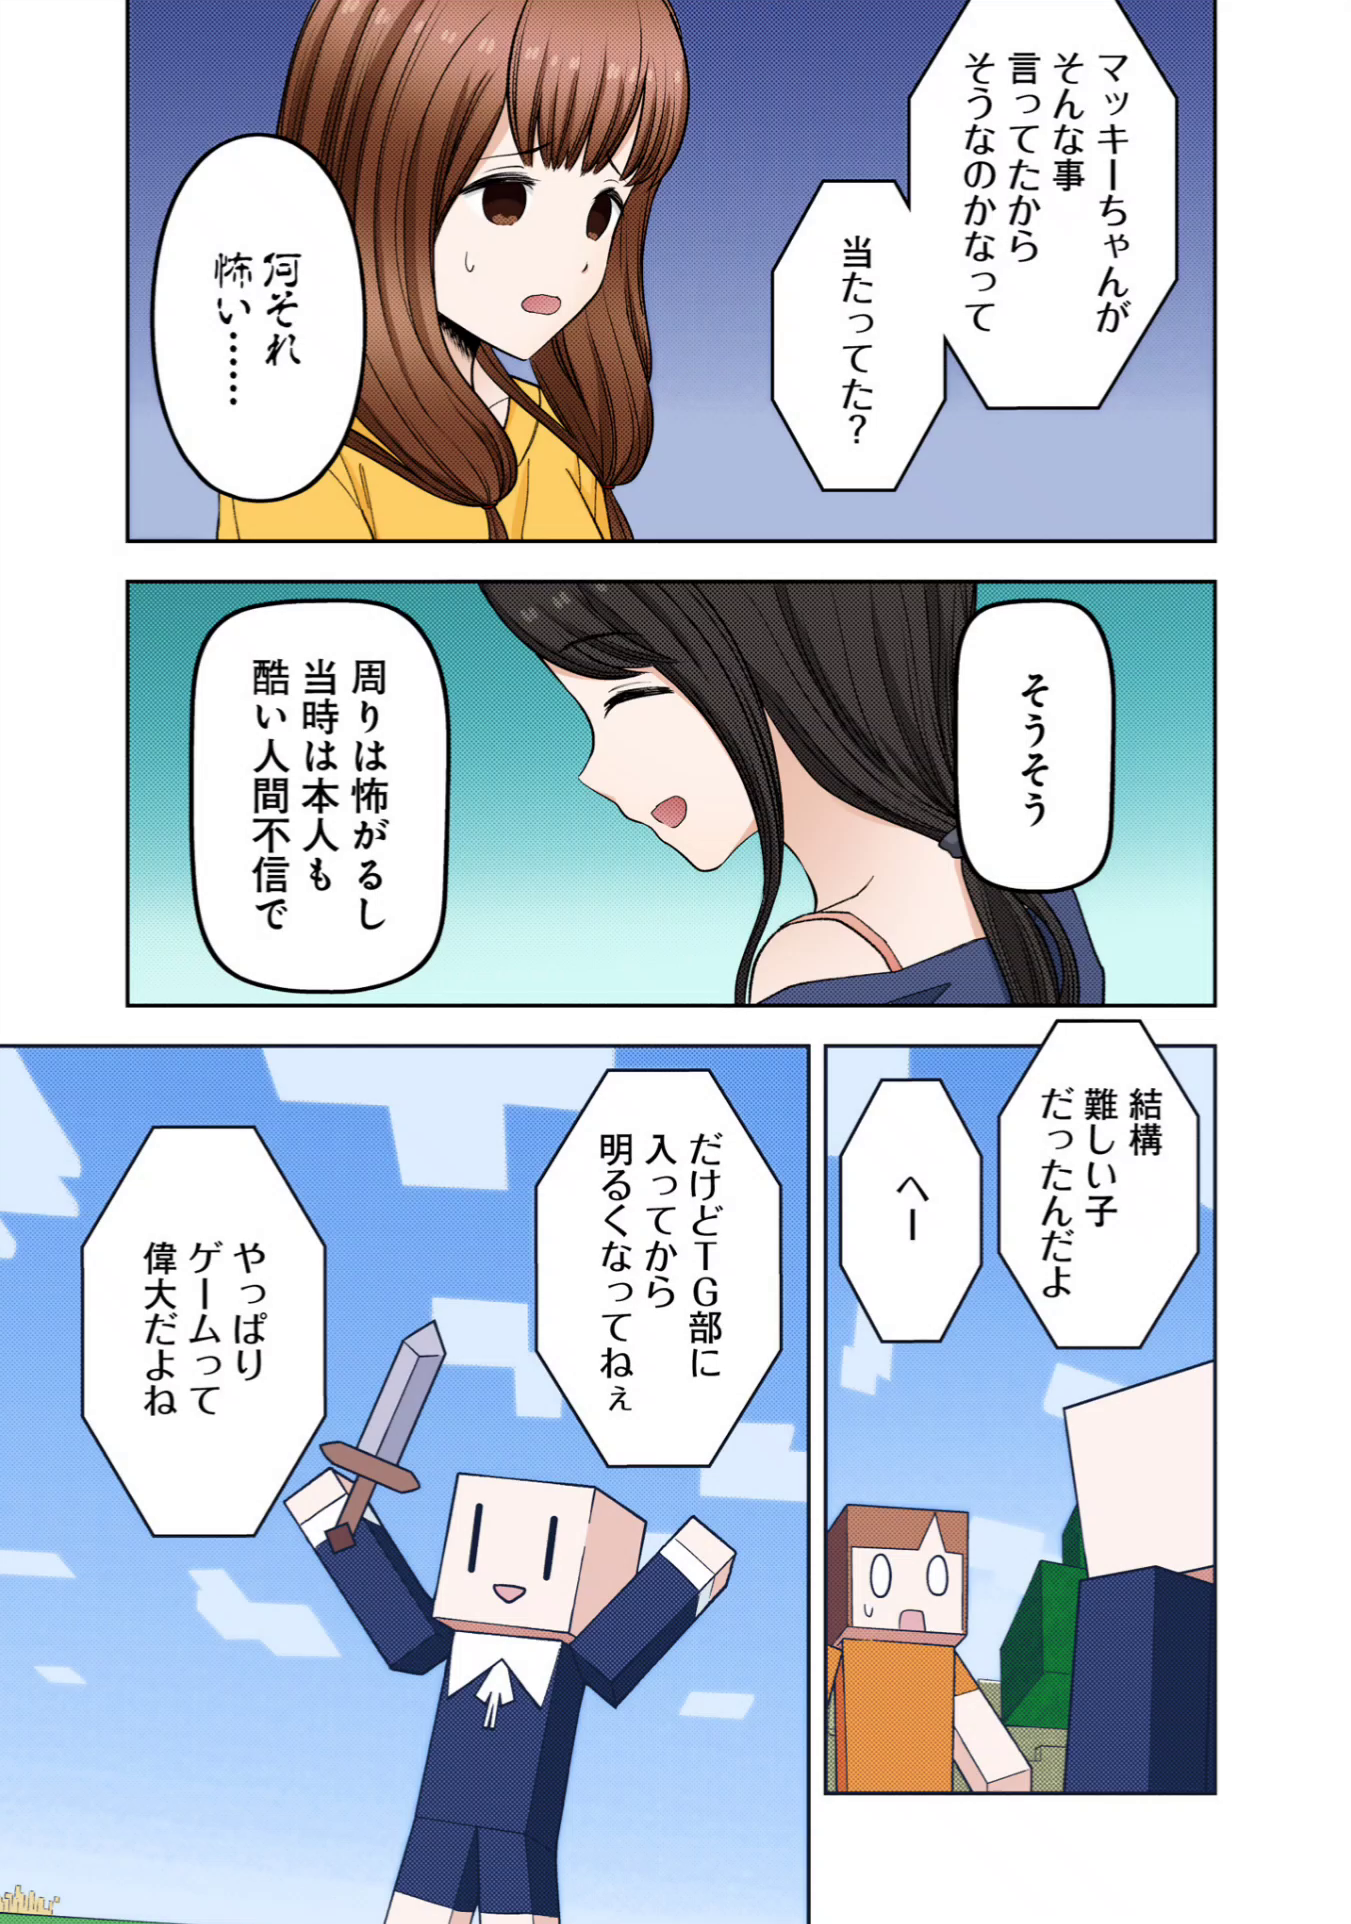 マッキーちゃんが
そんな事
言ってたから
そうなのかなって
当たってた？
何それ
怖い……
そうそう
周りは怖がるし
当時は本人も
酷い人間不信で
結構
難しい子
だったんだよ
へー
だけどTG部に
入ってから
明るくなってねぇ
やっぱり
ゲームって
偉大だよね